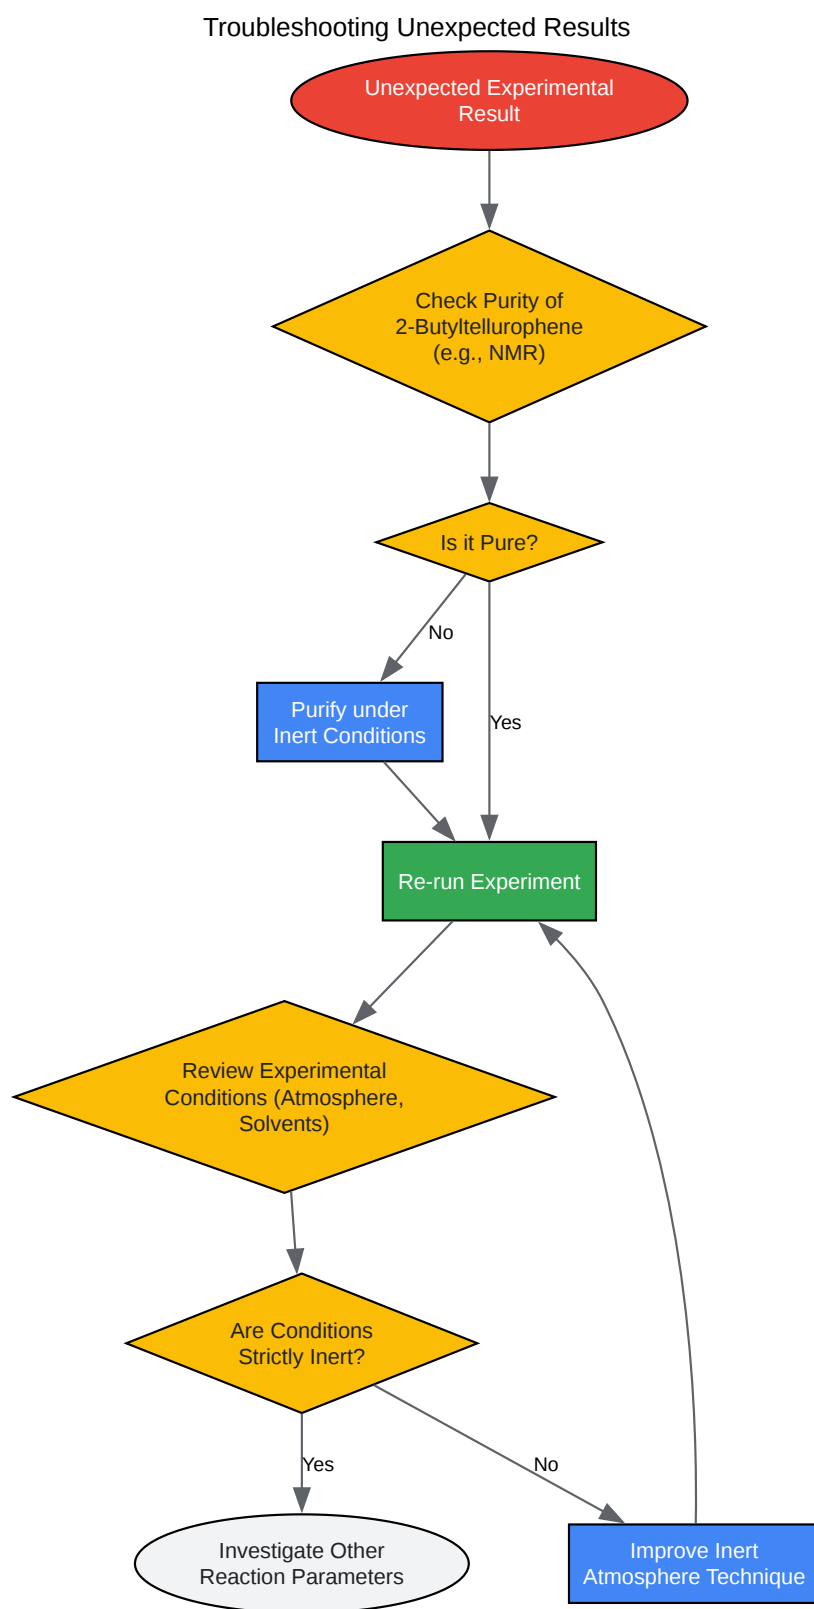 Troubleshooting Unexpected Results
Unexpected Experimental
Result
Check Purity of
2-Butyltellurophene
(e.g., NMR)
Is it Pure?
No
Purify under
Inert Conditions
Yes
Re-run Experiment
Review Experimental
Conditions (Atmosphere,
Solvents)
Are Conditions
Strictly Inert?
Yes
No
Investigate Other
Reaction Parameters
Improve Inert
Atmosphere Technique